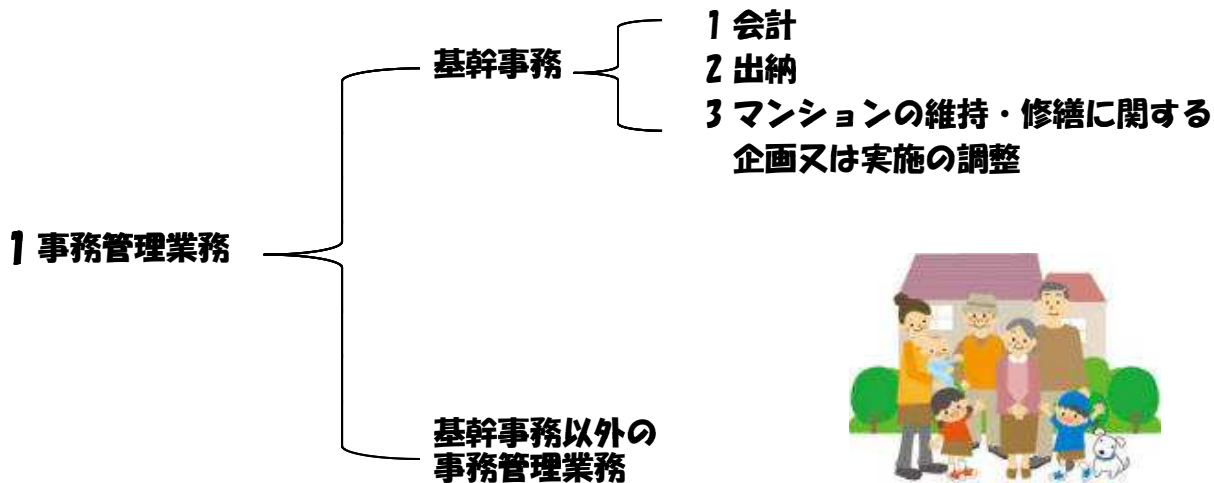 基幹事務
1 会計
2 出納
3 マンションの維持・修繕に関する
企画又は実施の調整
1 事務管理業務
基幹事務以外の
事務管理業務